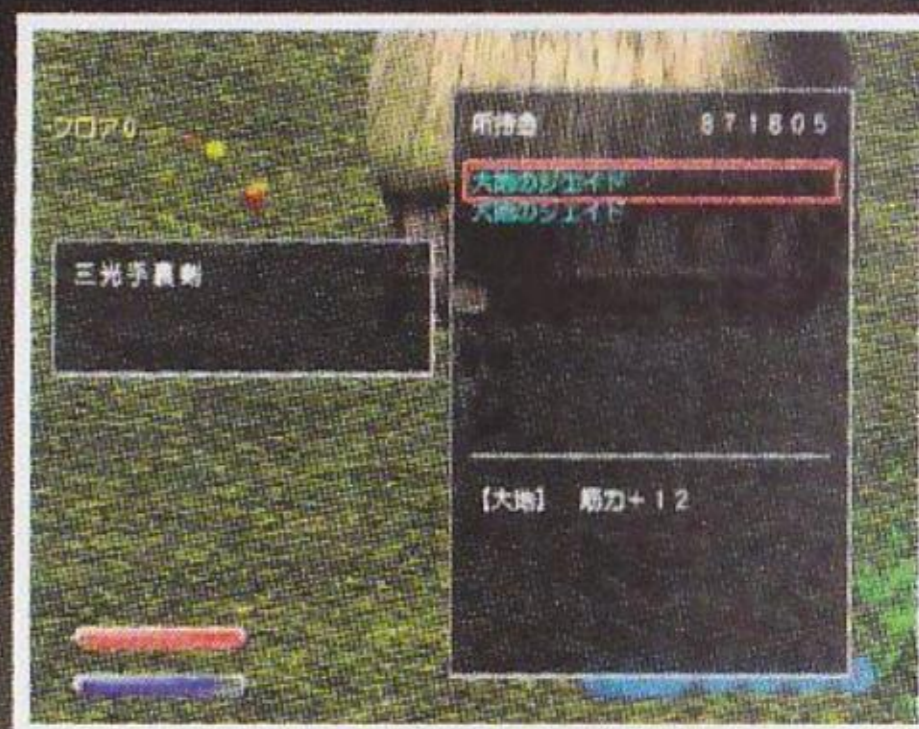 フロア0
所持金 871805
大地のジェイド
大地のジェイド
三光手裏剣
【大地】 筋力+12